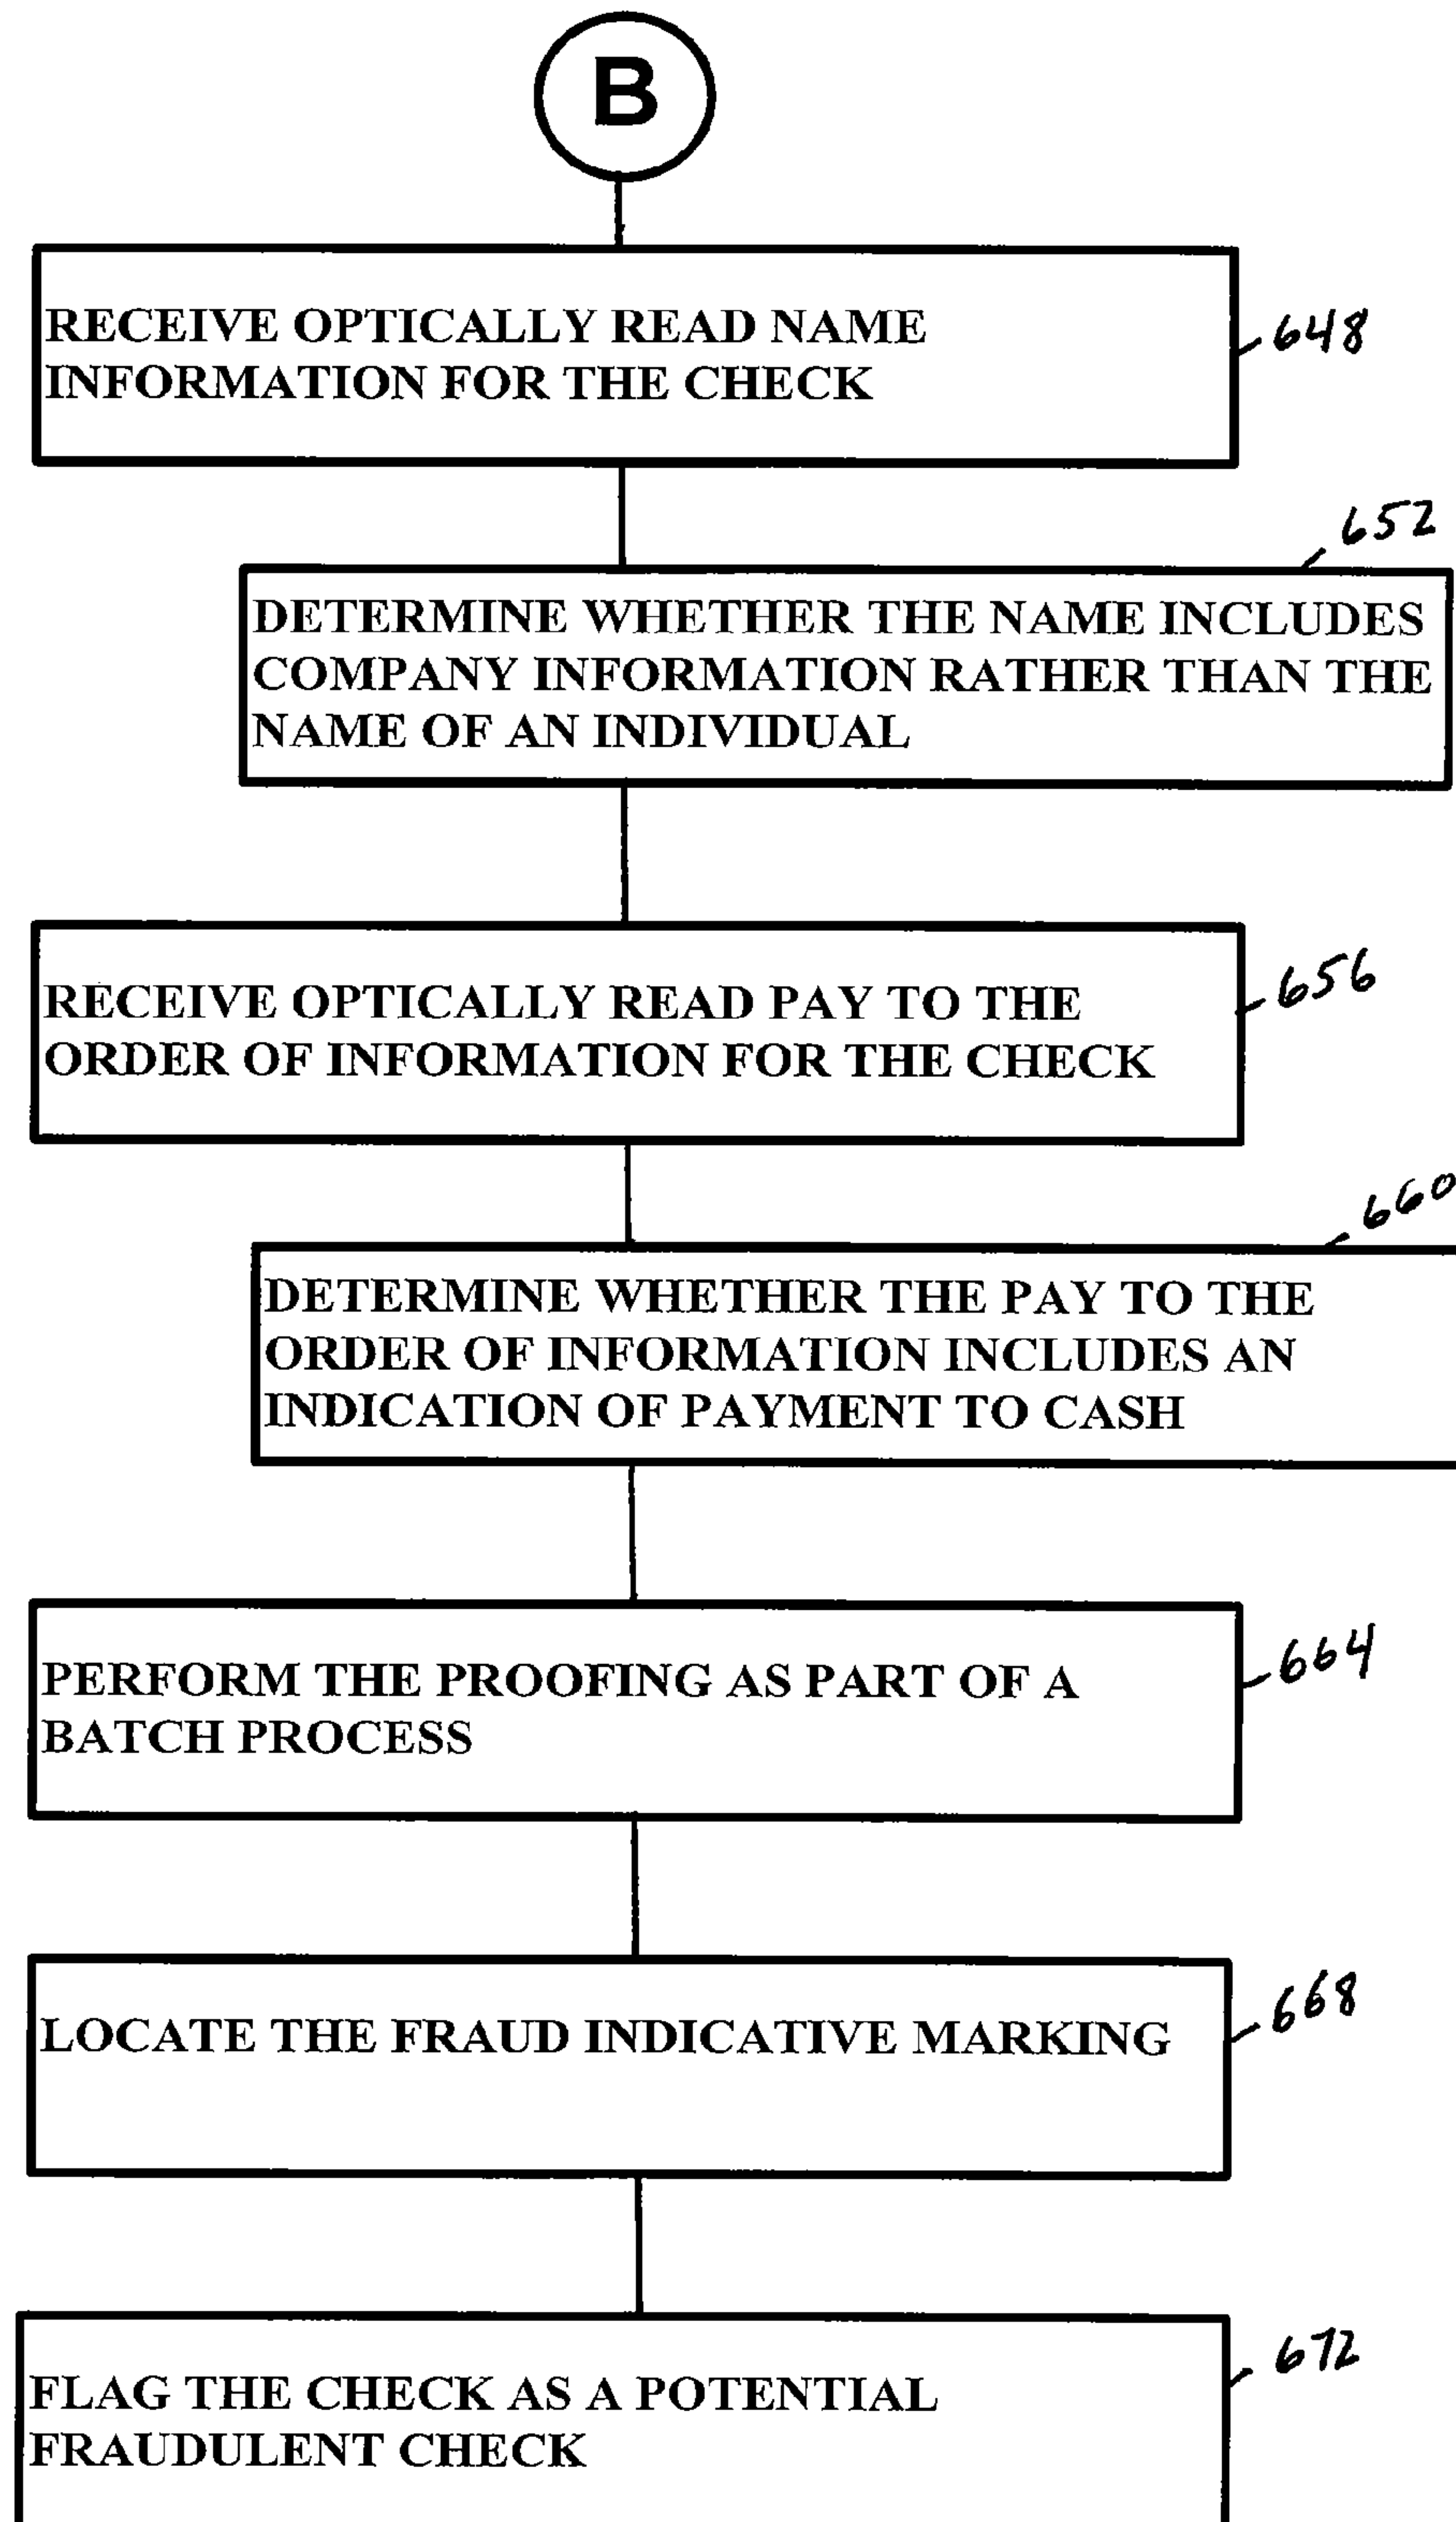 B
RECEIVE OPTICALLY READ NAME
INFORMATION FOR THE CHECK
648
652
DETERMINE WHETHER THE NAME INCLUDES
COMPANY INFORMATION RATHER THAN THE
NAME OF AN INDIVIDUAL
RECEIVE OPTICALLY READ PAY TO THE
ORDER OF INFORMATION FOR THE CHECK
656
660
DETERMINE WHETHER THE PAY TO THE
ORDER OF INFORMATION INCLUDES AN
INDICATION OF PAYMENT TO CASH
PERFORM THE PROOFING AS PART OF A
BATCH PROCESS
664
LOCATE THE FRAUD INDICATIVE MARKING
668
FLAG THE CHECK AS A POTENTIAL
FRAUDULENT CHECK
672